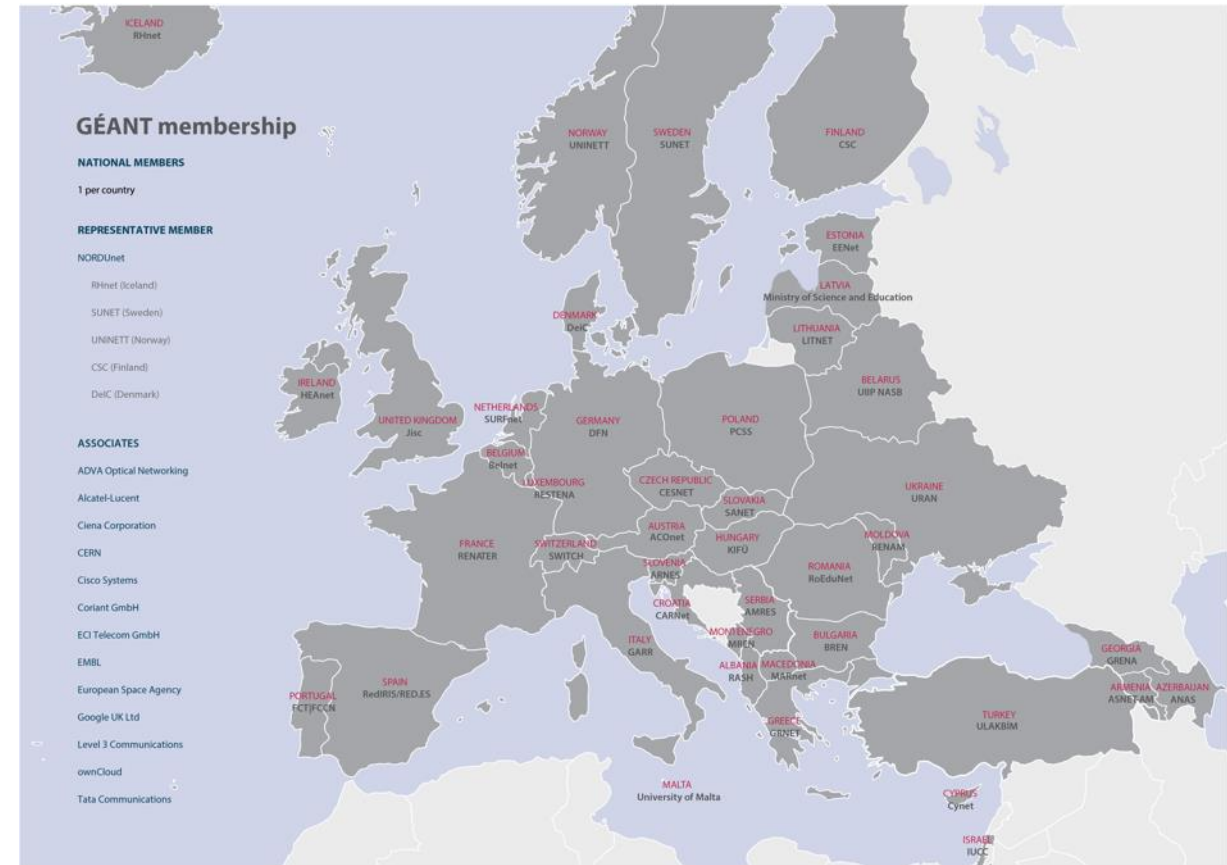 GÉANT membership
NATIONAL MEMBERS
1 per country
REPRESENTATIVE MEMBER
NORDUnet
RHnet (Iceland)
SUNET (Sweden)
UNINETT (Norway)
CSC (Finland)
DeIC (Denmark)
ASSOCIATES
ADVA Optical Networking
Alcatel-Lucent
Ciena Corporation
CERN
Cisco Systems
Coriant GmbH
ECI Telecom GmbH
EMBL
European Space Agency
Google UK Ltd
Level 3 Communications
ownCloud
Tata Communications
ICELAND
RHnet
NORWAY
UNINETT
SWEDEN
SUNET
FINLAND
CSC
ESTONIA
EENet
LATVIA
Ministry of Science and Education
LITHUANIA
LITNET
DENMARK
DeiC
BELARUS
UIIP NASB
IRELAND
HEAnet
UNITED KINGDOM
Jisc
NETHERLANDS
SURFnet
GERMANY
DFN
POLAND
PCSS
BELGIUM
Belnet
LUXEMBOURG
RESTENA
CZECH REPUBLIC
CESNET
SLOVAKIA
SANET
UKRAINE
URAN
FRANCE
RENATER
SWITZERLAND
SWITCH
AUSTRIA
ACOnet
HUNGARY
KIFÜ
MOLDOVA
RENAM
SLOVENIA
ARNES
ROMANIA
RoEduNet
CROATIA
CARNet
SERBIA
AMRES
ITALY
GARR
MONTENEGRO
MREN
BULGARIA
BREN
ALBANIA
RASH
MACEDONIA
MARnet
GEORGIA
GRENA
PORTUGAL
FCT|FCCN
SPAIN
RedIRIS/RED.ES
GREECE
GRNET
TURKEY
ULAKBİM
ARMENIA
ASNET-AM
AZERBAIJAN
ANAS
MALTA
University of Malta
CYPRUS
Cynet
ISRAEL
IUCC